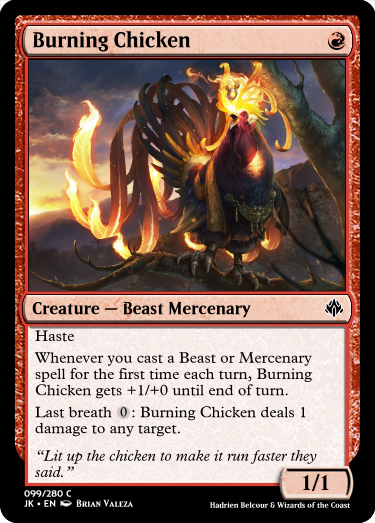 Burning Chicken
Creature — Beast Mercenary
Haste
Whenever you cast a Beast or Mercenary
spell for the first time each turn, Burning
Chicken gets +1/+0 until end of turn.
Last breath 0: Burning Chicken deals 1
damage to any target.
“Lit up the chicken to make it run faster they
said.”
1/1
099/280 C
JK • EN Brian Valeza
Hadrien Belcour & Wizards of the Coast